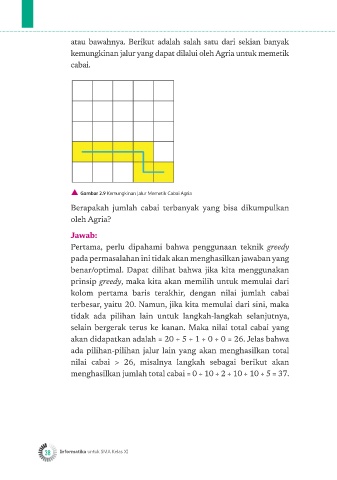 atau bawahnya. Berikut adalah salah satu dari sekian banyak
kemungkinan jalur yang dapat dilalui oleh Agria untuk memetik
cabai.
▲ Gambar 2.9 Kemungkinan Jalur Memetik Cabai Agria
Berapakah jumlah cabai terbanyak yang bisa dikumpulkan
oleh Agria?
Jawab:
Pertama, perlu dipahami bahwa penggunaan teknik greedy
pada permasalahan ini tidak akan menghasilkan jawaban yang
benar/optimal. Dapat dilihat bahwa jika kita menggunakan
prinsip greedy, maka kita akan memilih untuk memulai dari
kolom pertama baris terakhir, dengan nilai jumlah cabai
terbesar, yaitu 20. Namun, jika kita memulai dari sini, maka
tidak ada pilihan lain untuk langkah-langkah selanjutnya,
selain bergerak terus ke kanan. Maka nilai total cabai yang
akan didapatkan adalah = 20 + 5 + 1 + 0 + 0 = 26. Jelas bahwa
ada pilihan-pilihan jalur lain yang akan menghasilkan total
nilai cabai > 26, misalnya langkah sebagai berikut akan
menghasilkan jumlah total cabai = 0 + 10 + 2 + 10 + 10 + 5 = 37.
28 Informatika untuk SMA Kelas XI